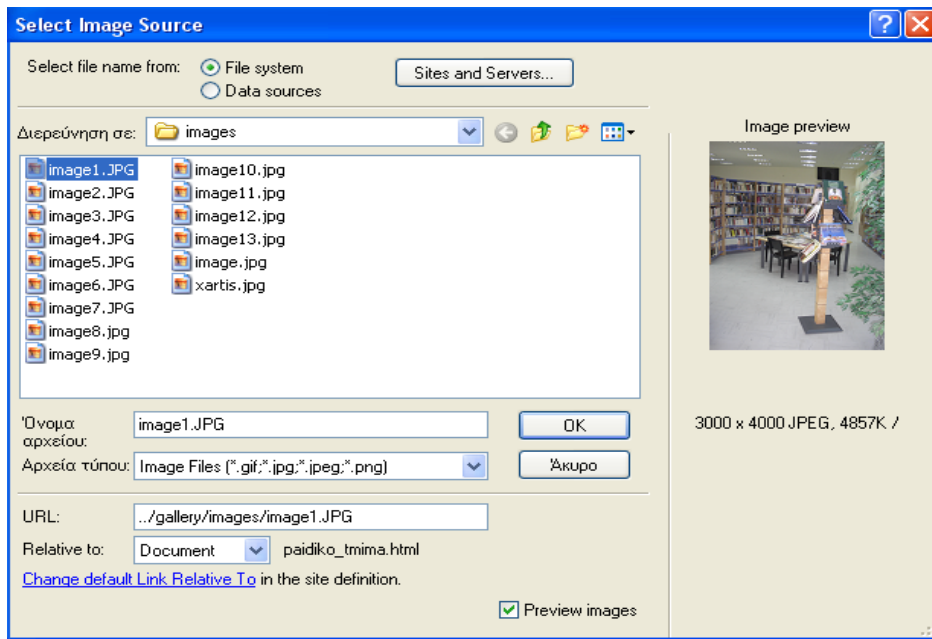 Select Image Source
Select file name from:
File system
Sites and Servers...
Data sources
Διερεύνηση σε:
images
Image preview
image1.JPG
image10.jpg
image2.JPG
image11.jpg
image3.JPG
image12.jpg
image4.JPG
image13.jpg
image5.JPG
image.jpg
image6.JPG
xartis.jpg
image7.JPG
image8.jpg
image9.jpg
Όνομα
αρχείου:
image1.JPG
OK
3000 x 4000 JPEG, 4857K /
Αρχεία τύπου:
Image Files (*.gif;*.jpg;*.jpeg;*.png)
Άκυρο
URL:
../gallery/images/image1.JPG
Relative to:
Document
paidiko_tmima.html
Change default Link Relative To in the site definition.
Preview images